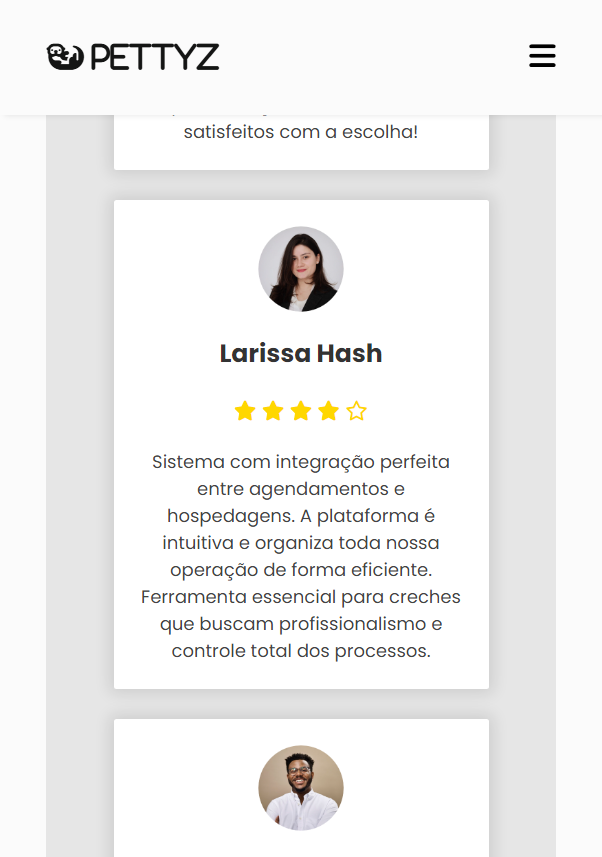 PETTYZ
satisfeitos com a escolha!
Larissa Hash
Sistema com integração perfeita
entre agendamentos e
hospedagens. A plataforma é
intuitiva e organiza toda nossa
operação de forma eficiente.
Ferramenta essencial para creches
que buscam profissionalismo e
controle total dos processos.